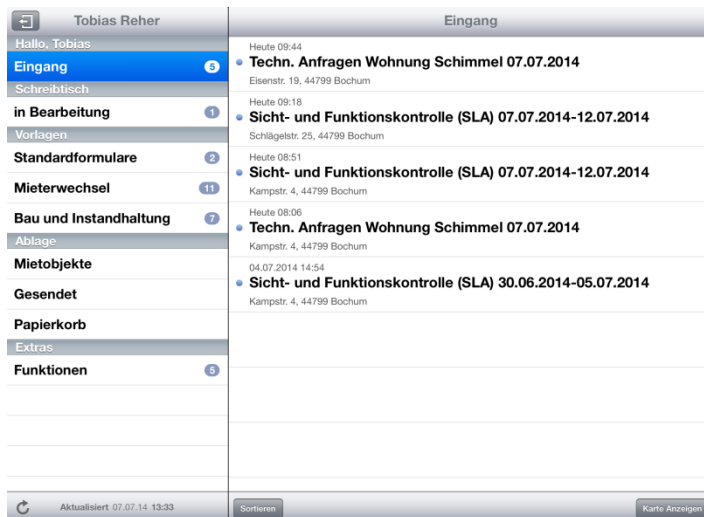 Tobias Reher
Hallo, Tobias
Eingang 5
Schreibtisch
in Bearbeitung 1
Vorlagen
Standardformulare 2
Mieterwechsel 11
Bau und Instandhaltung 7
Ablage
Mietobjekte
Gesendet
Papierkorb
Extras
Funktionen 5
Aktualisiert 07.07.14 13:33
Eingang
Heute 09:44
Techn. Anfragen Wohnung Schimmel 07.07.2014
Eisenstr. 19, 44799 Bochum
Heute 09:18
Sicht- und Funktionskontrolle (SLA) 07.07.2014-12.07.2014
Schlägelstr. 25, 44799 Bochum
Heute 08:51
Sicht- und Funktionskontrolle (SLA) 07.07.2014-12.07.2014
Kampstr. 4, 44799 Bochum
Heute 08:06
Techn. Anfragen Wohnung Schimmel 07.07.2014
Kampstr. 4, 44799 Bochum
04.07.2014 14:54
Sicht- und Funktionskontrolle (SLA) 30.06.2014-05.07.2014
Kampstr. 4, 44799 Bochum
Sortieren
Karte Anzeigen